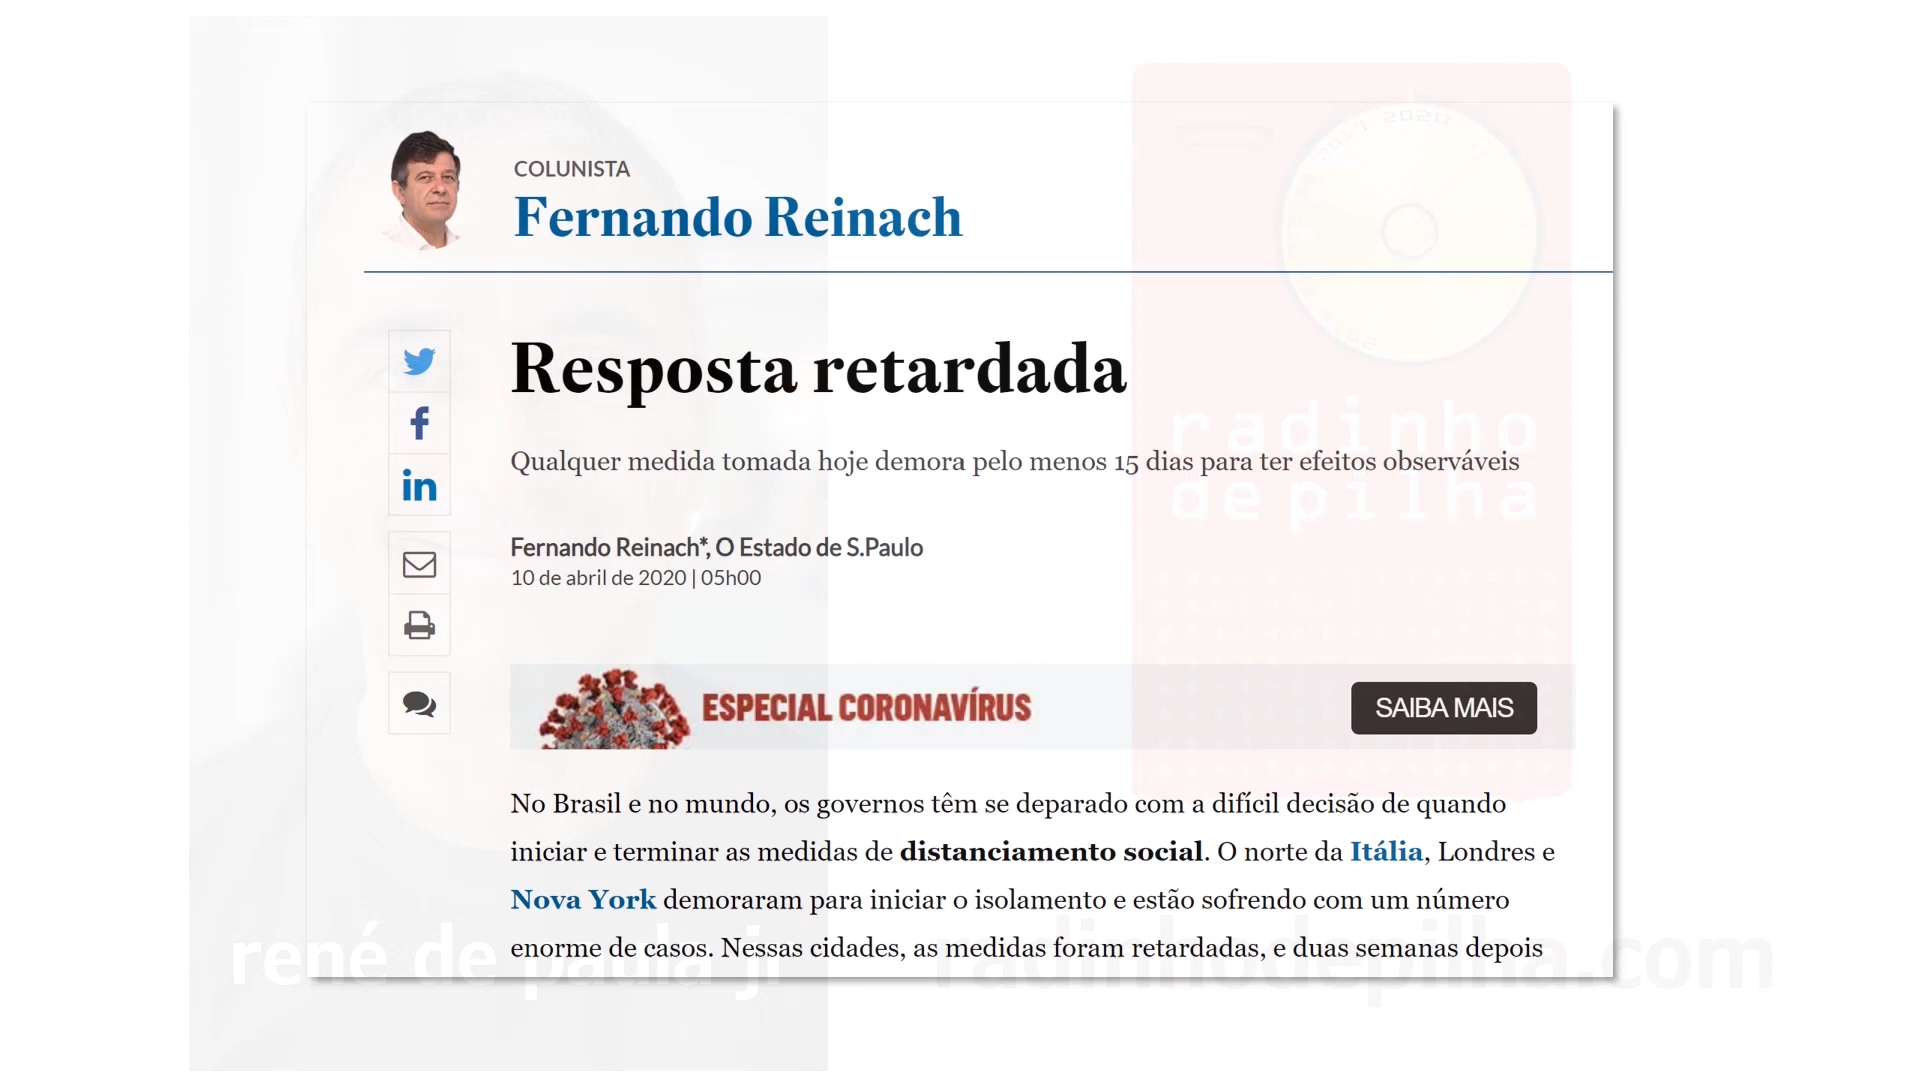 COLUNISTA
Fernando Reinach
Resposta retardada
Qualquer medida tomada hoje demora pelo menos 15 dias para ter efeitos observáveis
Fernando Reinach*, O Estado de S.Paulo
10 de abril de 2020 | 05h00
ESPECIAL CORONAVÍRUS
SAIBA MAIS
No Brasil e no mundo, os governos têm se deparado com a difícil decisão de quando
iniciar e terminar as medidas de distanciamento social. O norte da Itália, Londres e
Nova York demoraram para iniciar o isolamento e estão sofrendo com um número
enorme de casos. Nessas cidades, as medidas foram retardadas, e duas semanas depois
radinho
depilha
2020
rené de paula jr
radinhodepilha.com